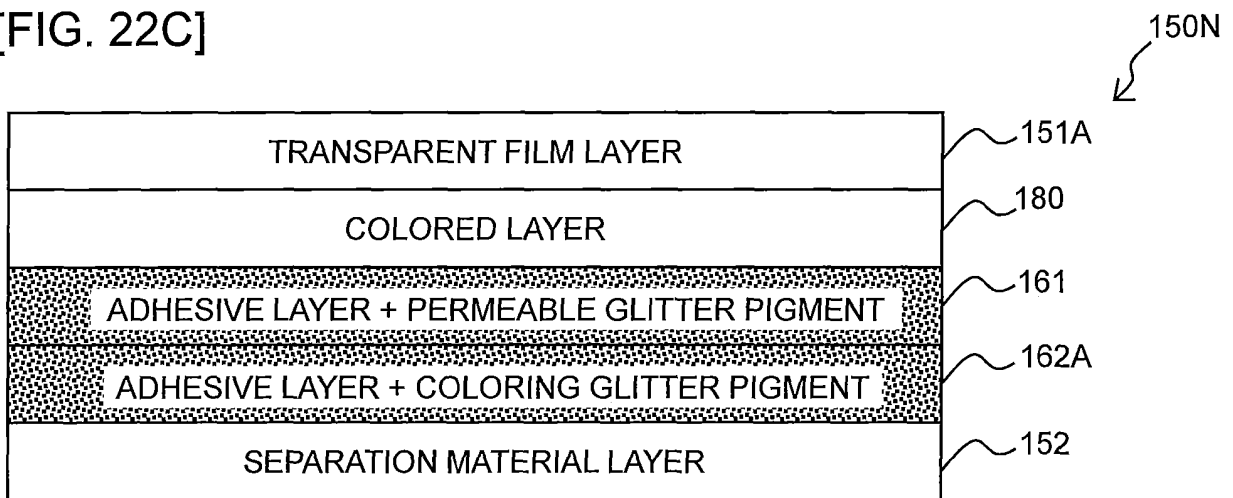 [FIG. 22C]
150N
TRANSPARENT FILM LAYER 151A
COLORED LAYER 180
ADHESIVE LAYER + PERMEABLE GLITTER PIGMENT 161
ADHESIVE LAYER + COLORING GLITTER PIGMENT 162A
SEPARATION MATERIAL LAYER 152